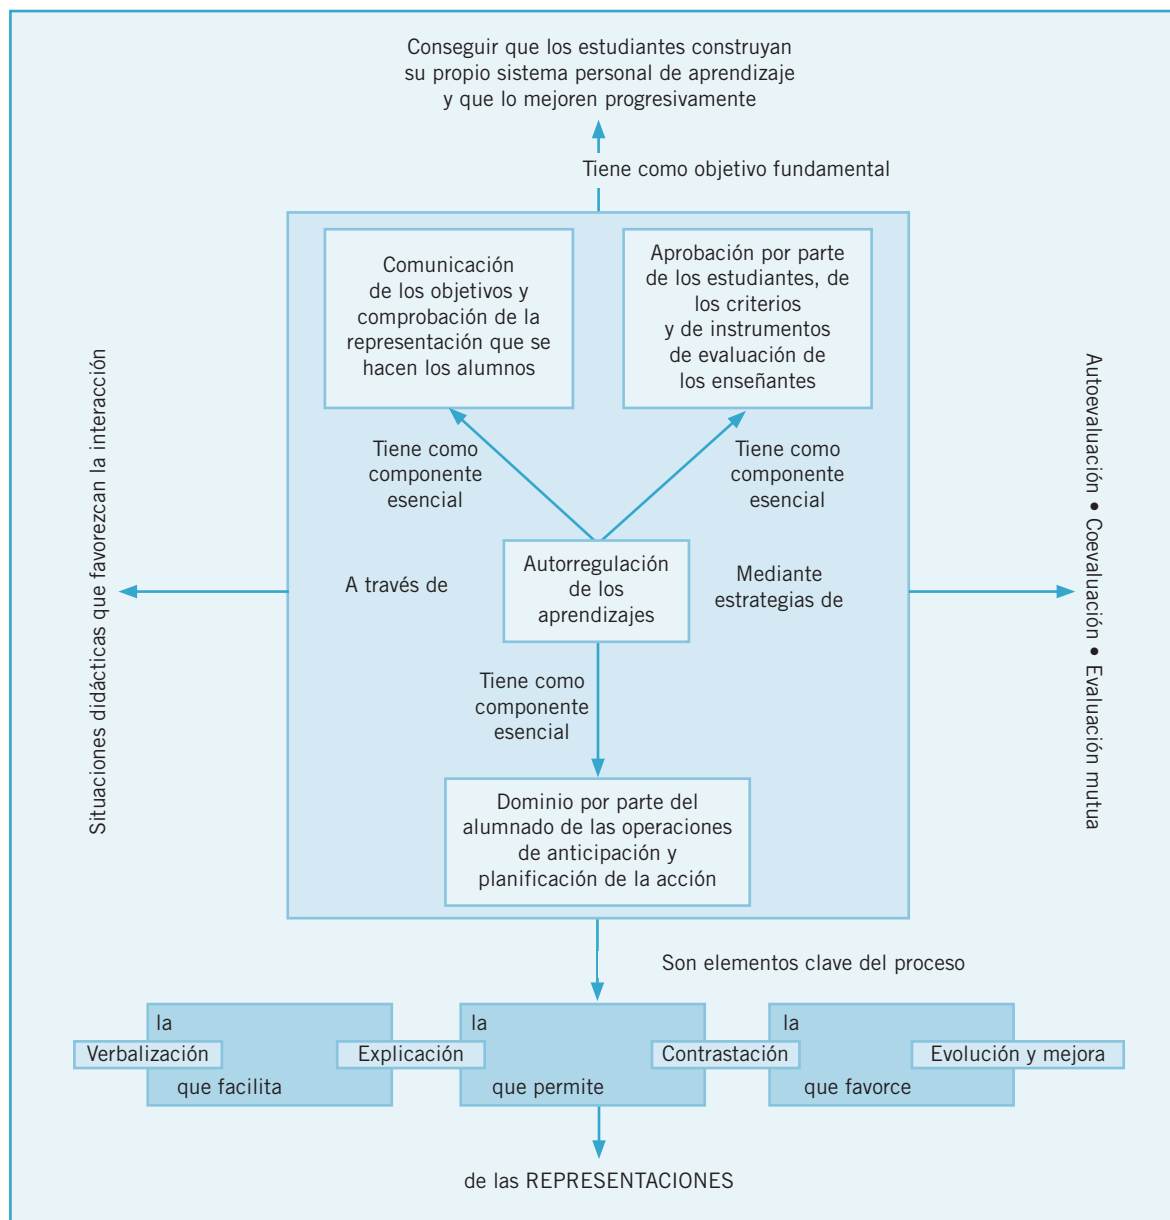 Conseguir que los estudiantes construyan
su propio sistema personal de aprendizaje
y que lo mejoren progresivamente
Tiene como objetivo fundamental
Comunicación
de los objetivos y
comprobación de la
representación que se
hacen los alumnos
Aprobación por parte
de los estudiantes, de
los criterios
y de instrumentos
de evaluación de
los enseñantes
Tiene como
componente
esencial
Tiene como
componente
esencial
Situaciones didácticas que favorezcan la interacción
A través de
Autorregulación
de los
aprendizajes
Mediante
estrategias de
Autoevaluación • Coevaluación • Evaluación mutua
Tiene como
componente
esencial
Dominio por parte del
alumnado de las operaciones
de anticipación y
planificación de la acción
Son elementos clave del proceso
la
Verbalización
que facilita
Explicación
la
que permite
Contrastación
la
que favorce
Evolución y mejora
de las REPRESENTACIONES